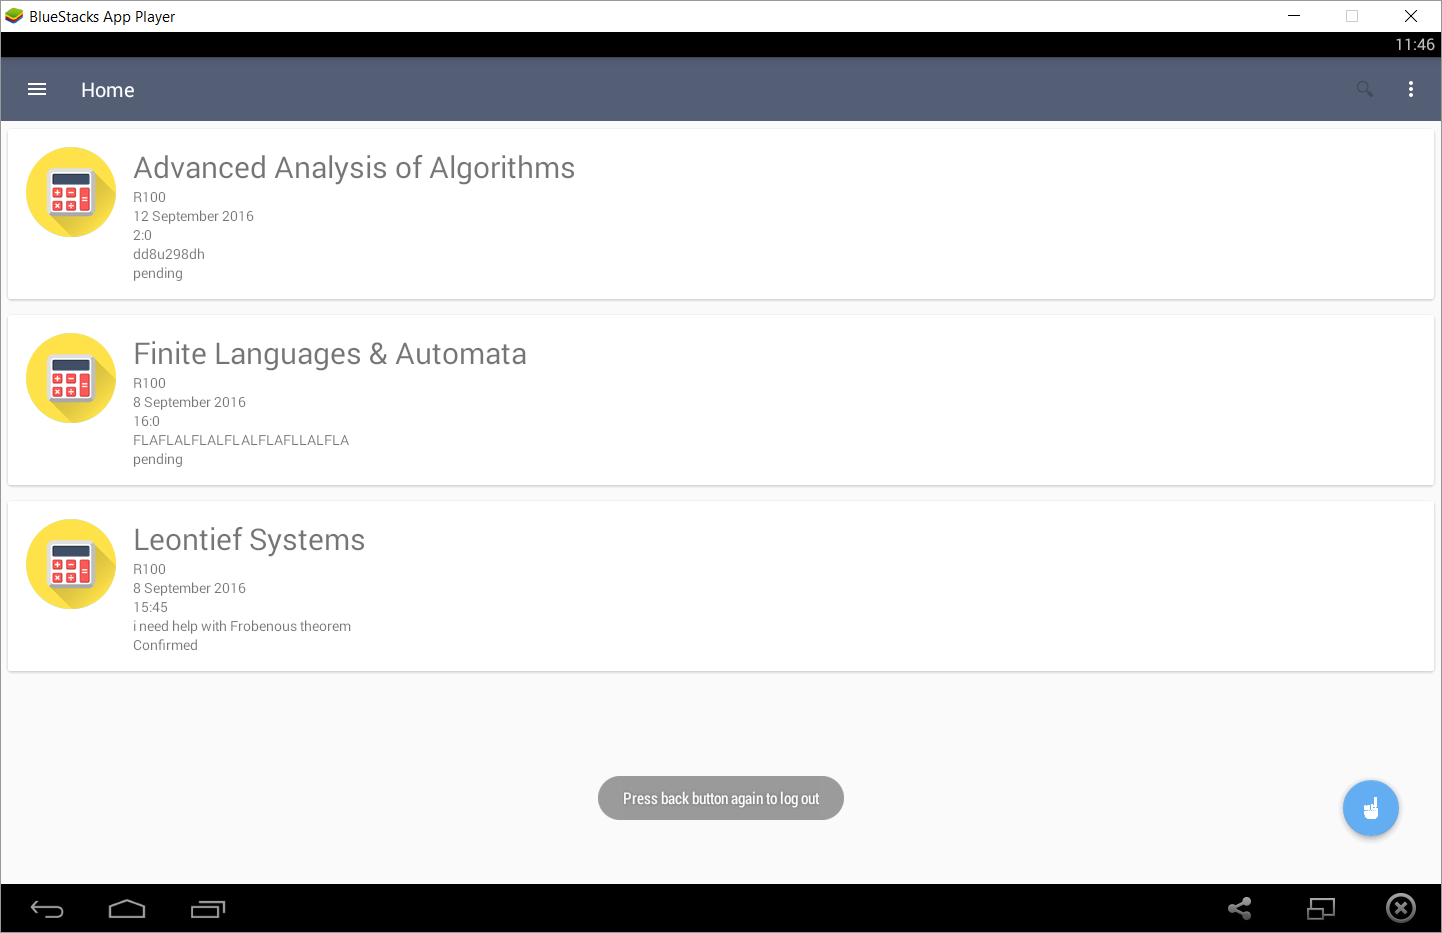 BlueStacks App Player
11:46
Home
Advanced Analysis of Algorithms
R100
12 September 2016
2:0
dd8u298dh
pending
Finite Languages & Automata
R100
8 September 2016
16:0
FLAFLALFLALFLALFLAFLLALFLA
pending
Leontief Systems
R100
8 September 2016
15:45
i need help with Frobenous theorem
Confirmed
Press back button again to log out